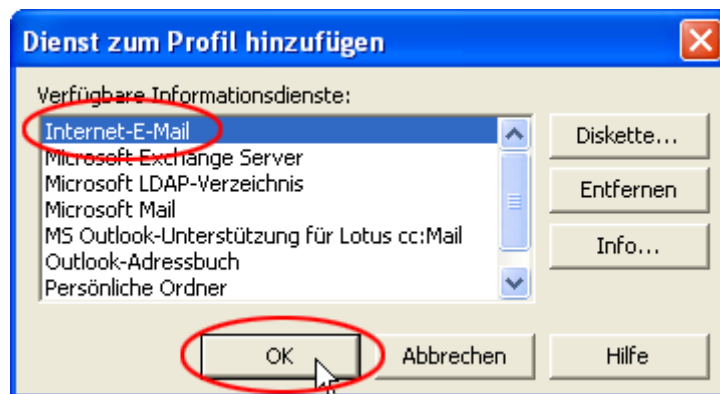 Dienst zum Profil hinzufügen
Verfügbare Informationsdienste:
Internet-E-Mail
Microsoft Exchange Server
Microsoft LDAP-Verzeichnis
Microsoft Mail
MS Outlook-Unterstützung für Lotus cc:Mail
Outlook-Adressbuch
Persönliche Ordner
Diskette...
Entfernen
Info...
OK
Abbrechen
Hilfe